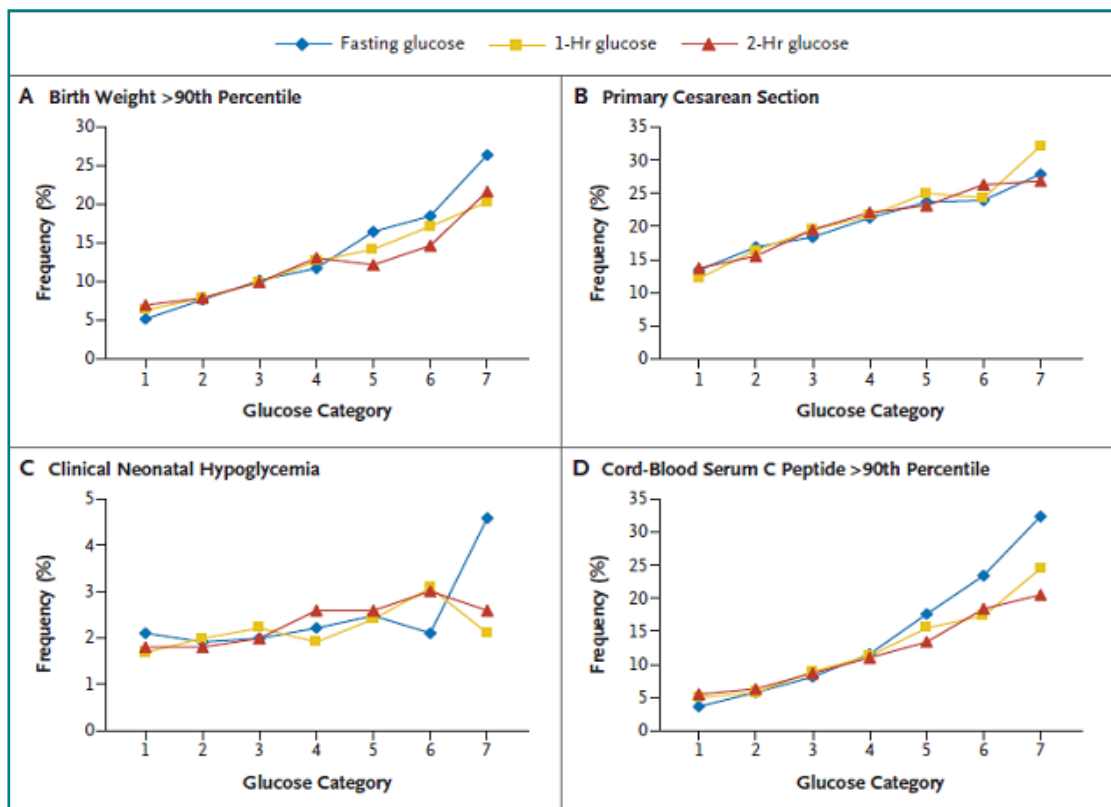 Fasting glucose 1-Hr glucose 2-Hr glucose
A Birth Weight >90th Percentile
30
25
20
15
10
5
0
Frequency (%)
1 2 3 4 5 6 7
Glucose Category
B Primary Cesarean Section
35
30
25
20
15
10
5
0
Frequency (%)
1 2 3 4 5 6 7
Glucose Category
C Clinical Neonatal Hypoglycemia
5
4
3
2
1
0
Frequency (%)
1 2 3 4 5 6 7
Glucose Category
D Cord-Blood Serum C Peptide >90th Percentile
35
30
25
20
15
10
5
0
Frequency (%)
1 2 3 4 5 6 7
Glucose Category